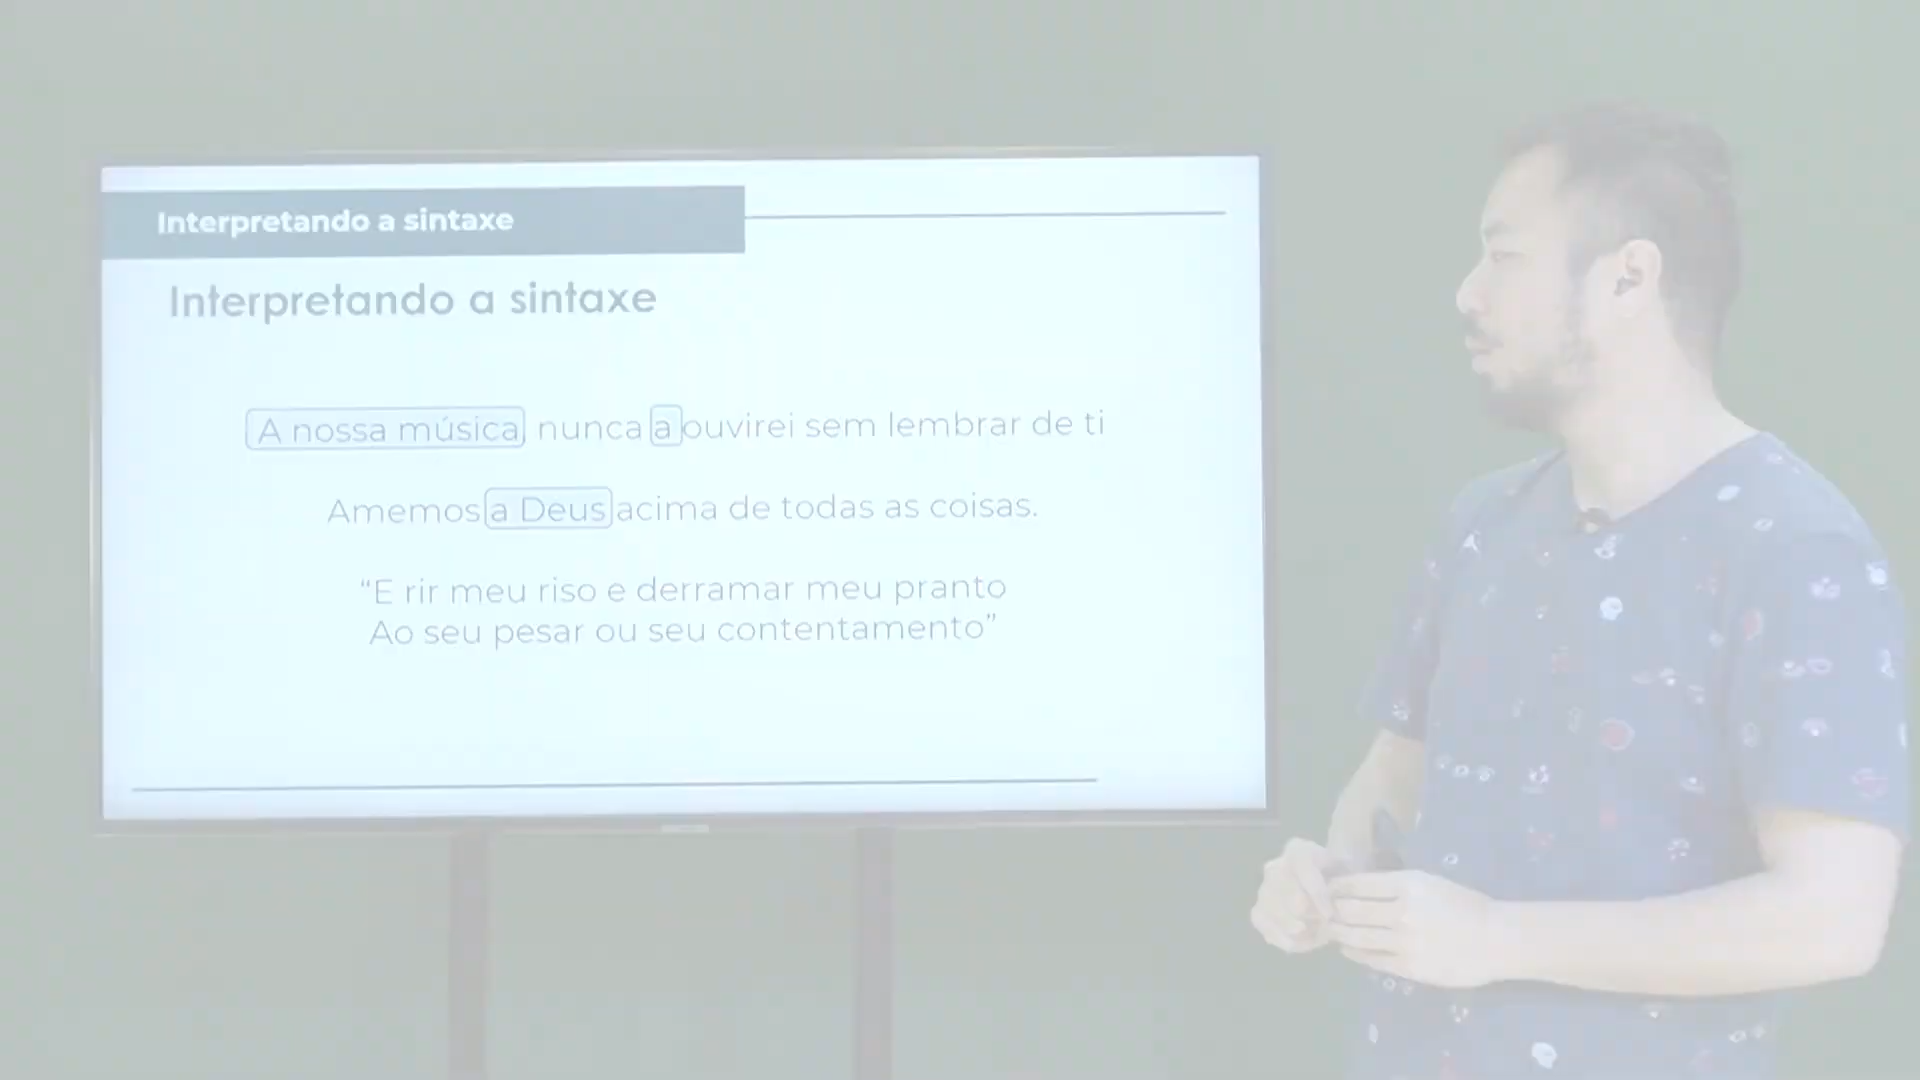 Interpretando a sintaxe
Interpretando a sintaxe
A nossa música, nunca a ouvirei sem lembrar de ti
Amemos a Deus acima de todas as coisas.
“E rir meu riso e derramar meu pranto
Ao seu pesar ou seu contentamento”